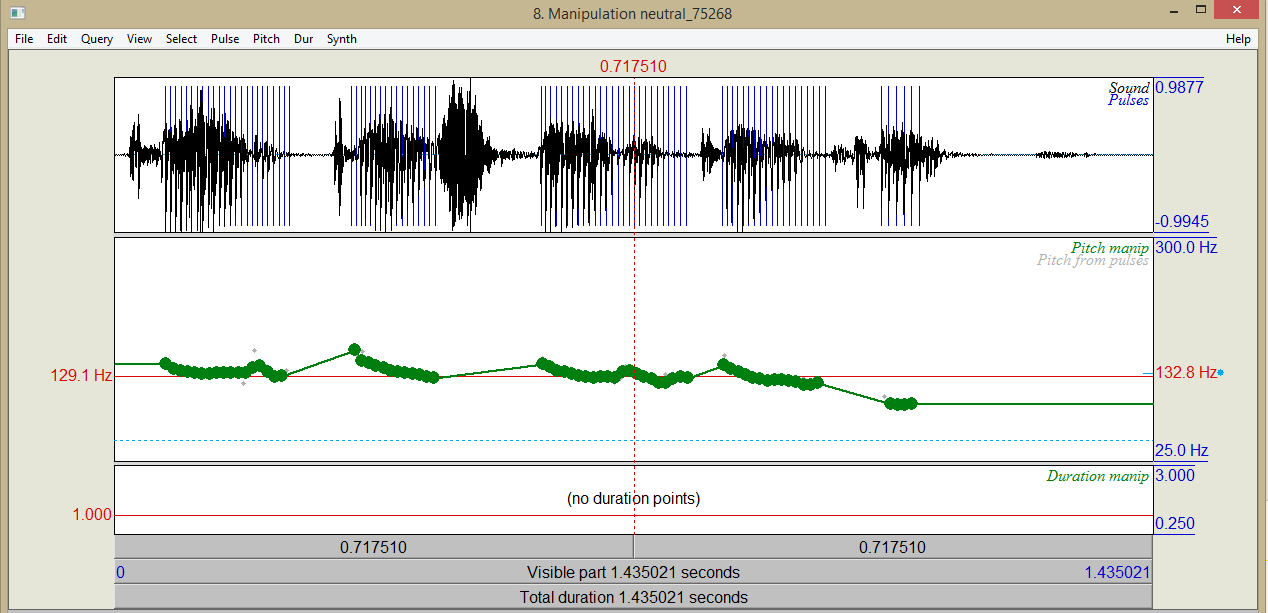 8. Manipulation neutral_75268
File Edit Query View Select Pulse Pitch Dur Synth Help
0.717510
Sound 0.9877
Pulses
-0.9945
Pitch manip 300.0 Hz
Pitch from pulses
129.1 Hz 132.8 Hz
25.0 Hz
Duration manip 3.000
(no duration points)
1.000 0.250
0.717510 0.717510
0 Visible part 1.435021 seconds 1.435021
Total duration 1.435021 seconds